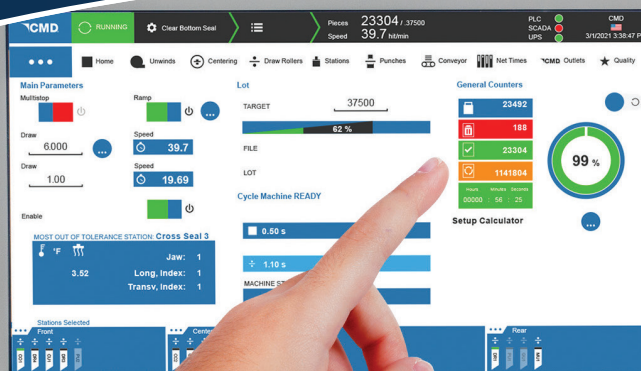 CMD RUNNING Clear Bottom Seal Pieces 23304 / .37500 PLC CMD
Speed 39.7 hit/min SCADA
UPS 3/1/2021 3:38:47 P
Home Unwinds Centering Draw Rollers Stations Punches Conveyor Net Times CMD Outlets Quality
Main Parameters Lot General Counters
Multistop Ramp
TARGET 37500 23492
62 % 188
Draw Speed
6.000 39.7 FILE 23304
99 %
Draw Speed
1.00 19.69 LOT 1141804
Hours Minutes Seconds
00000 : 56 : 25
Cycle Machine READY
Enable Setup Calculator
MOST OUT OF TOLERANCE STATION: Cross Seal 3 0.50 s
°F
Jaw: 1
3.52 Long, Index: 1 1.10 s
Transv, Index: 1 MACHINE ST
Stations Selected
Front Center Rear